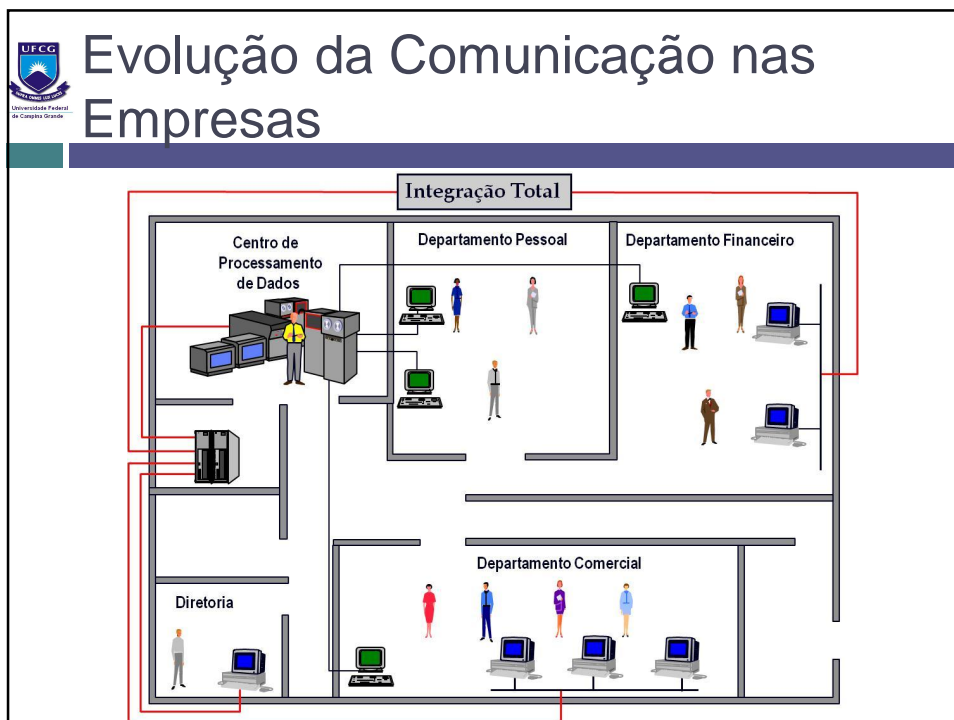 UFCG
Universidade Federal
de Campina Grande
Evolução da Comunicação nas
Empresas
Integração Total
Centro de
Processamento
de Dados
Departamento Pessoal
Departamento Financeiro
Departamento Comercial
Diretoria